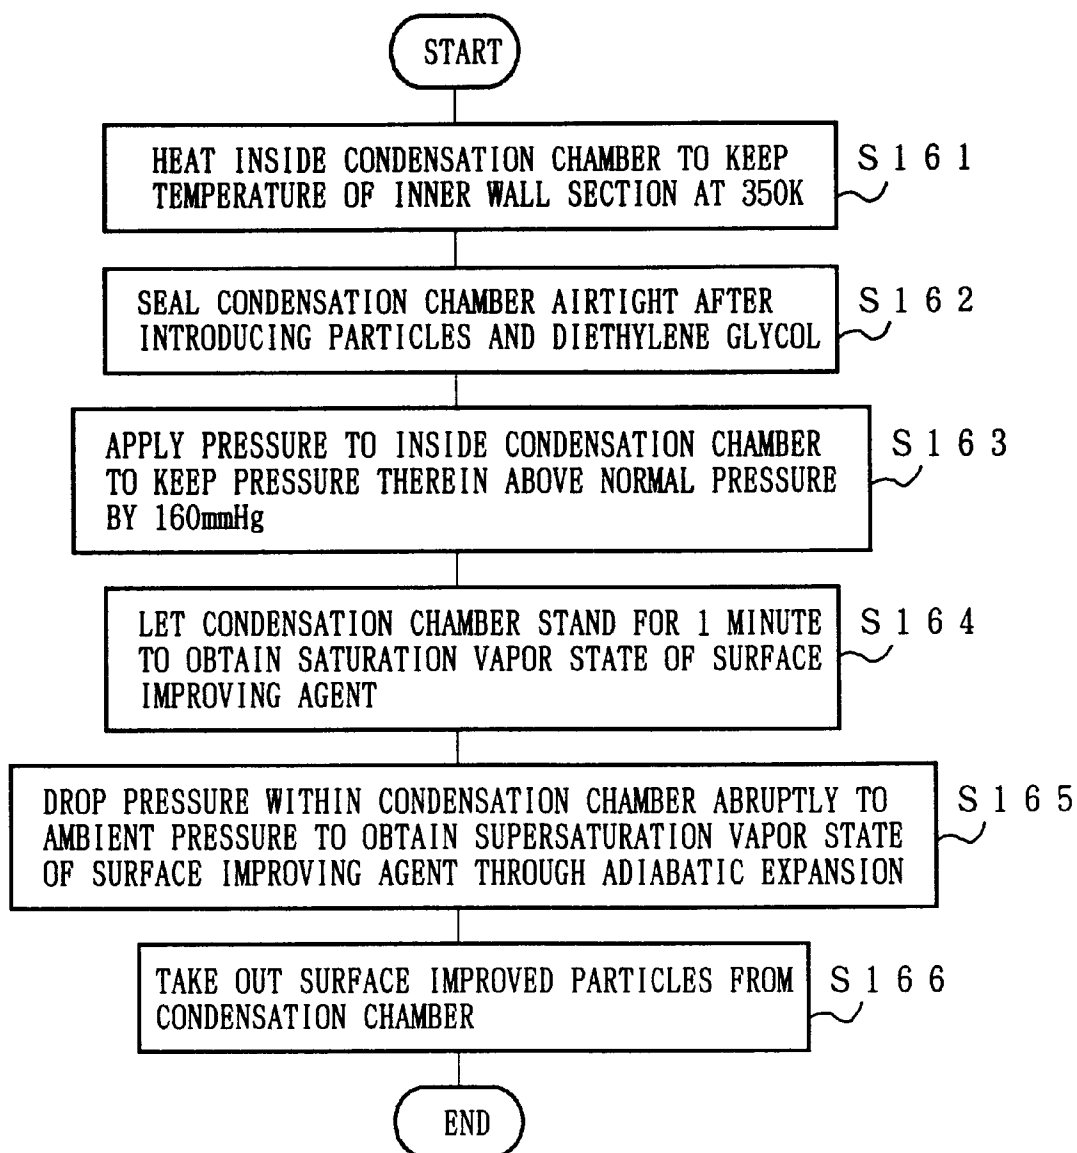 START
HEAT INSIDE CONDENSATION CHAMBER TO KEEP
TEMPERATURE OF INNER WALL SECTION AT 350K
S161
SEAL CONDENSATION CHAMBER AIRTIGHT AFTER
INTRODUCING PARTICLES AND DIETHYLENE GLYCOL
S162
APPLY PRESSURE TO INSIDE CONDENSATION CHAMBER
TO KEEP PRESSURE THEREIN ABOVE NORMAL PRESSURE
BY 160mmHg
S163
LET CONDENSATION CHAMBER STAND FOR 1 MINUTE
TO OBTAIN SATURATION VAPOR STATE OF SURFACE
IMPROVING AGENT
S164
DROP PRESSURE WITHIN CONDENSATION CHAMBER ABRUPTLY TO
AMBIENT PRESSURE TO OBTAIN SUPERSATURATION VAPOR STATE
OF SURFACE IMPROVING AGENT THROUGH ADIABATIC EXPANSION
S165
TAKE OUT SURFACE IMPROVED PARTICLES FROM
CONDENSATION CHAMBER
S166
END